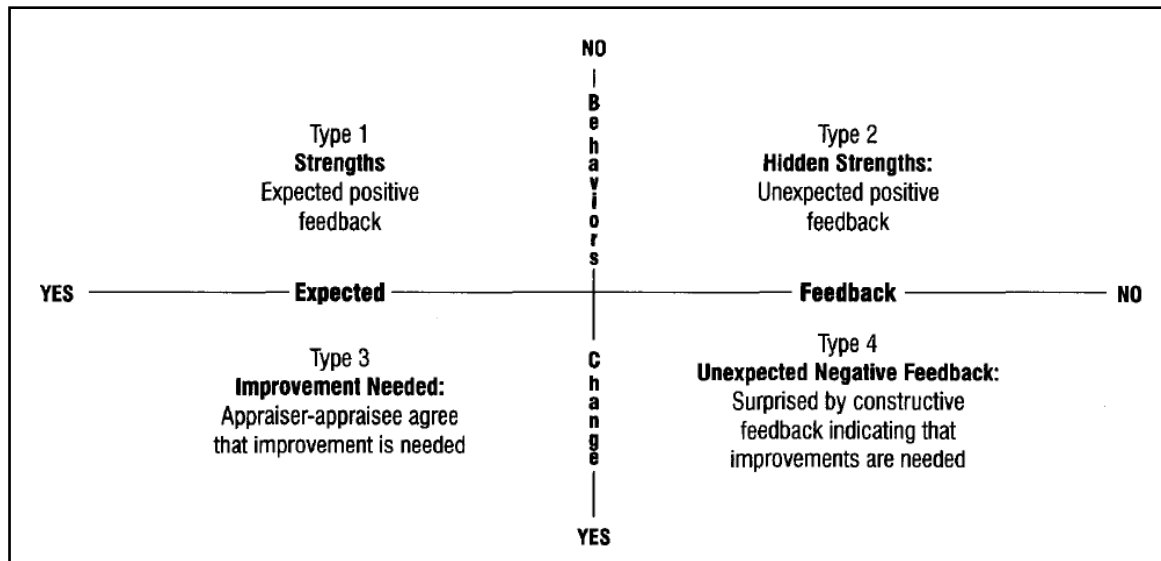 NO
Behaviors
Type 1
Strengths
Expected positive
feedback
Type 2
Hidden Strengths:
Unexpected positive
feedback
YES Expected Feedback NO
Change
Type 3
Improvement Needed:
Appraiser-appraisee agree
that improvement is needed
Type 4
Unexpected Negative Feedback:
Surprised by constructive
feedback indicating that
improvements are needed
YES